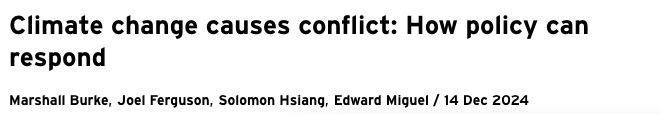 Climate change causes conflict: How policy can
respond
Marshall Burke, Joel Ferguson, Solomon Hsiang, Edward Miguel / 14 Dec 2024